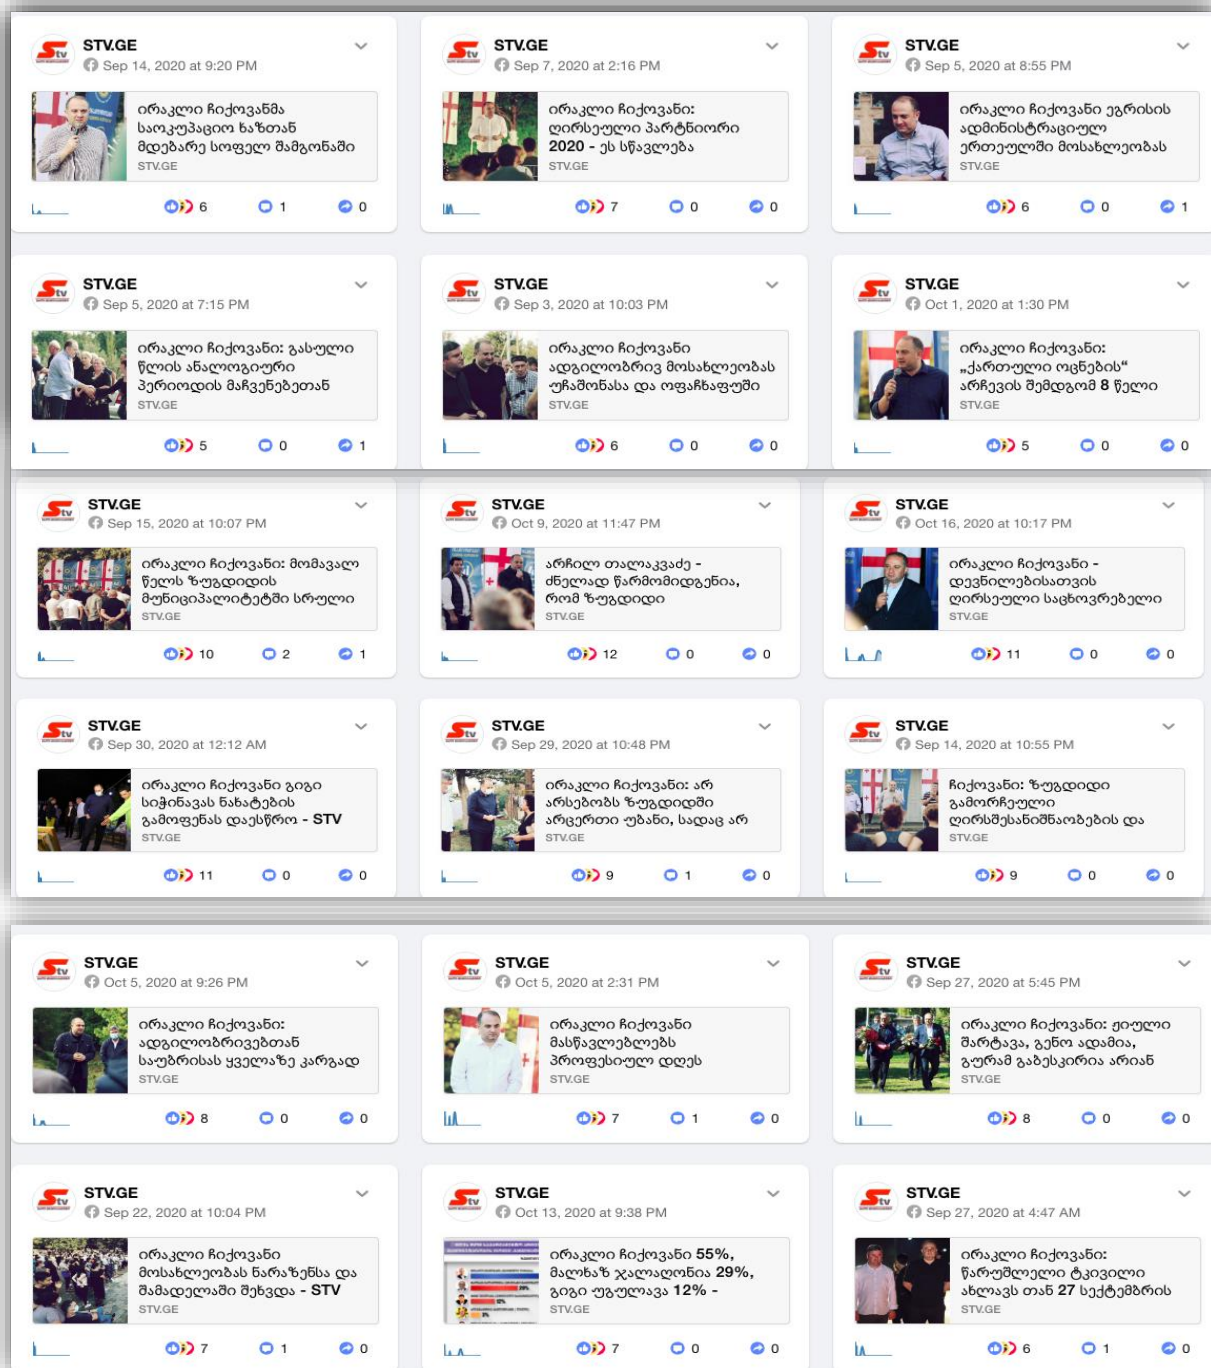 STV.GE
Sep 14, 2020 at 9:20 PM
ირაკლი ჩიქოვანმა
საოკუპაციო ხაზთან
მდებარე სოფელ შამგონაში
STV.GE
6 1 0
STV.GE
Sep 7, 2020 at 2:16 PM
ირაკლი ჩიქოვანი:
ღირსეული პარტნიორი
2020 - ეს სწავლება
STV.GE
7 0 0
STV.GE
Sep 5, 2020 at 8:55 PM
ირაკლი ჩიქოვანი ეგრისის
ადმინისტრაციულ
ერთეულში მოსახლეობას
STV.GE
6 0 1
STV.GE
Sep 5, 2020 at 7:15 PM
ირაკლი ჩიქოვანი: გასული
წლის ანალოგიური
პერიოდის მაჩვენებეთან
STV.GE
5 0 1
STV.GE
Sep 3, 2020 at 10:03 PM
ირაკლი ჩიქოვანი
ადგილობრივ მოსახლეობას
უჩაშონასა და ოფაჩხაფუში
STV.GE
6 0 0
STV.GE
Oct 1, 2020 at 1:30 PM
ირაკლი ჩიქოვანი:
„ქართული ოცნების“
არჩევის შემდგომ 8 წელი
STV.GE
5 0 0
STV.GE
Sep 15, 2020 at 10:07 PM
ირაკლი ჩიქოვანი: მომავალ
წელს ზუგდიდის
მუნიციპალიტეტში სრული
STV.GE
10 2 1
STV.GE
Oct 9, 2020 at 11:47 PM
არჩილ თალაკვაძე -
ძნელად წარმომიდგენია,
რომ ზუგდიდი
STV.GE
12 0 0
STV.GE
Oct 16, 2020 at 10:17 PM
ირაკლი ჩიქოვანი -
დევნილებისათვის
ღირსეული საცხოვრებელი
STV.GE
11 0 0
STV.GE
Sep 30, 2020 at 12:12 AM
ირაკლი ჩიქოვანი გიგი
სიჭინავას ნახატების
გამოფენას დაესწრო - STV
STV.GE
11 0 0
STV.GE
Sep 29, 2020 at 10:48 PM
ირაკლი ჩიქოვანი: არ
არსებობს ზუგდიდში
არცერთი უბანი, სადაც არ
STV.GE
9 1 0
STV.GE
Sep 14, 2020 at 10:55 PM
ჩიქოვანი: ზუგდიდი
გამორჩეული
ღირსშესანიშნაობების და
STV.GE
9 0 0
STV.GE
Oct 5, 2020 at 9:26 PM
ირაკლი ჩიქოვანი:
ადგილობრივებთან
საუბრისას ყველაზე კარგად
STV.GE
8 0 0
STV.GE
Oct 5, 2020 at 2:31 PM
ირაკლი ჩიქოვანი
მასწავლებლებს
პროფესიულ დღეს
STV.GE
7 1 0
STV.GE
Sep 27, 2020 at 5:45 PM
ირაკლი ჩიქოვანი: ჟიული
შარტავა, გენო ადამია,
გურამ გაბესკირია არიან
STV.GE
8 0 0
STV.GE
Sep 22, 2020 at 10:04 PM
ირაკლი ჩიქოვანი
მოსახლეობას ნარაზენსა და
შამადელაში შეხვდა - STV
STV.GE
7 1 0
STV.GE
Oct 13, 2020 at 9:38 PM
ირაკლი ჩიქოვანი 55%,
მალხაზ ჯალაღონია 29%,
გიგი უგულავა 12% -
STV.GE
7 0 0
STV.GE
Sep 27, 2020 at 4:47 AM
ირაკლი ჩიქოვანი:
წარუშლელი ტკივილი
ახლავს თან 27 სექტემბრის
STV.GE
6 1 0